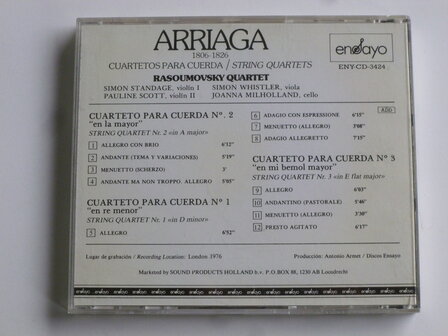 ARRIAGA
1806-1826
CUARTETOS PARA CUERDA / STRING QUARTETS
RASOUMOVSKY QUARTET
SIMON STANDAGE, violín I SIMON WHISTLER, viola
PAULINE SCOTT, violín II JOANNA MILHOLLAND, cello
ensayo
ENY-CD-3424
ADD
CUARTETO PARA CUERDA Nº. 2
"en la mayor"
STRING QUARTET Nr. 2 «in A major»
1 ALLEGRO CON BRIO 6'32"
2 ANDANTE (TEMA Y VARIACIONES) 5'19"
3 MENUETTO (SCHERZO) 3'
4 ANDANTE MA NON TROPPO. ALLEGRO 5'05"
CUARTETO PARA CUERDA Nº 1
"en re menor"
STRING QUARTET Nr. 1 «in D minor»
5 ALLEGRO 6'52"
6 ADAGIO CON ESPRESSIONE 6'15"
7 MENUETTO (ALLEGRO) 3'08"
8 ADAGIO ALLEGRETTO 7'15"
CUARTETO PARA CUERDA Nº 3
"en mi bemol mayor"
STRING QUARTET Nr. 3 «in E flat major»
9 ALLEGRO 6'03"
10 ANDANTINO (PASTORALE) 5'46"
11 MENUETTO (ALLEGRO) 3'30"
12 PRESTO AGITATO 6'17"
Lugar de grabación / Recording Location: London 1976
Producción: Antonio Armet / Discos Ensayo
Marketed by SOUND PRODUCTS HOLLAND b.v. P.O. BOX 88, 1230 AB Loosdrecht